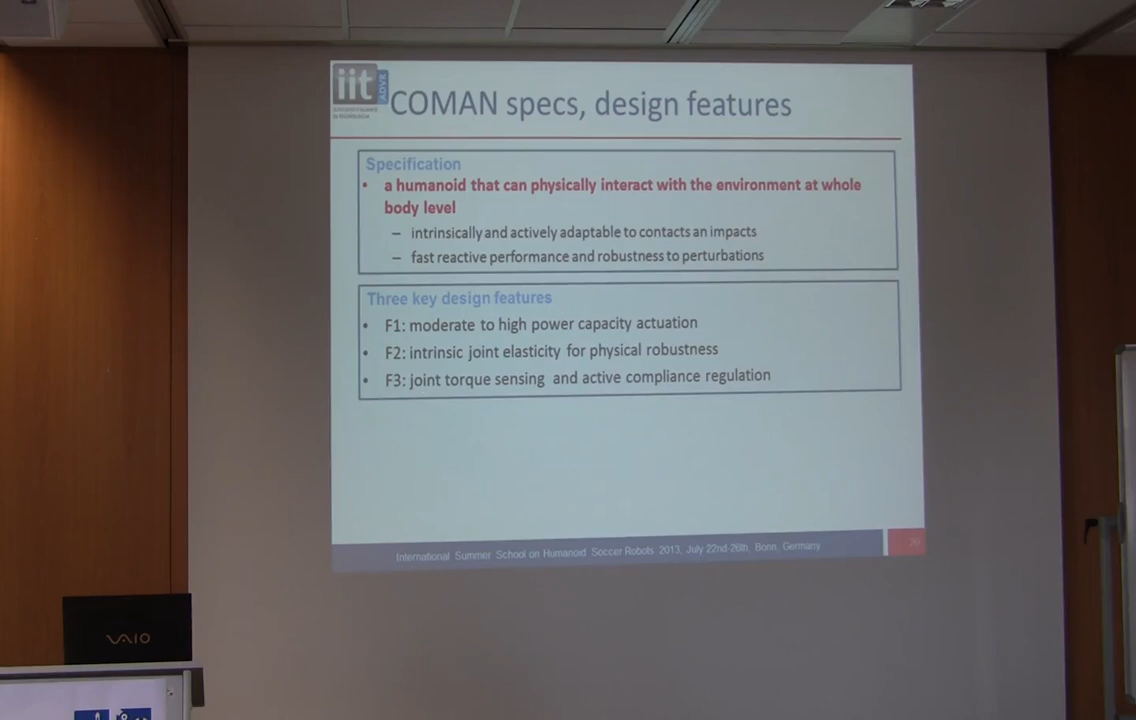 iit
ADVR
COMAN specs, design features
Specification
• a humanoid that can physically interact with the environment at whole
body level
– intrinsically and actively adaptable to contacts an impacts
– fast reactive performance and robustness to perturbations
Three key design features
• F1: moderate to high power capacity actuation
• F2: intrinsic joint elasticity for physical robustness
• F3: joint torque sensing and active compliance regulation
International Summer School on Humanoid Soccer Robots 2013, July 22nd-26th, Bonn, Germany
20
VAIO